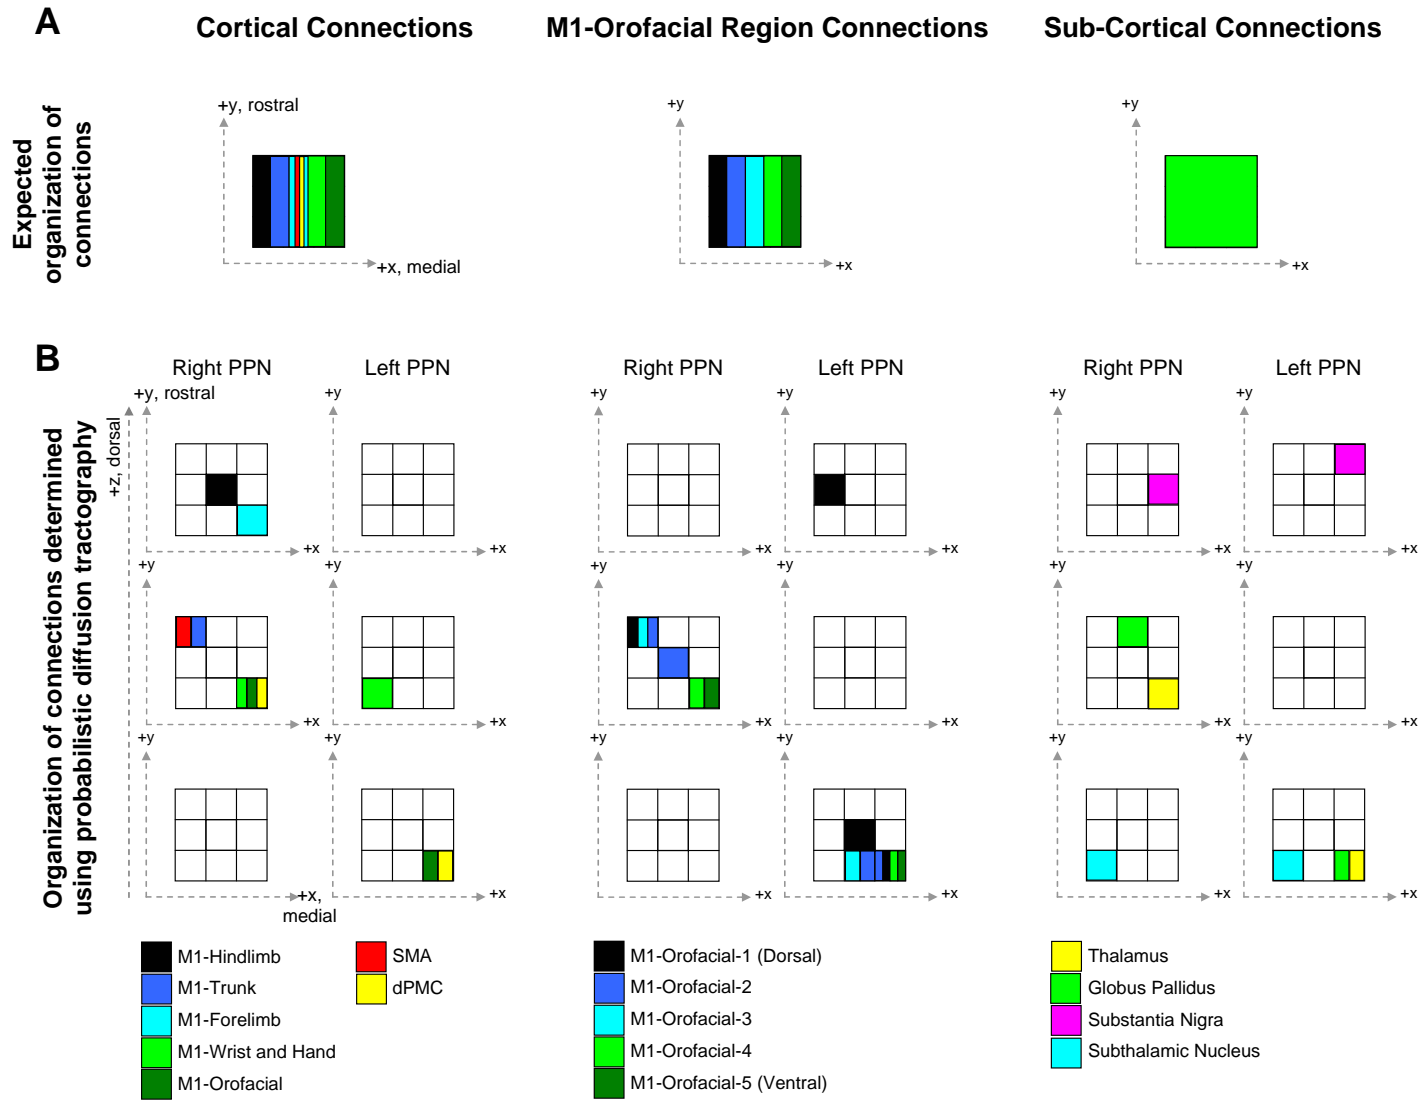 A
Cortical Connections
M1-Orofacial Region Connections
Sub-Cortical Connections
Expected
organization of
connections
+y, rostral
+x, medial
+y
+x
+y
+x
B
Organization of connections determined
using probabilistic diffusion tractography
+z, dorsal
Right PPN
Left PPN
Right PPN
Left PPN
Right PPN
Left PPN
+y, rostral
+y
+y
+y
+y
+y
+x
+x
+x
+x
+x
+x
+y
+y
+y
+y
+y
+y
+x
+x
+x
+x
+x
+x
+y
+y
+y
+y
+y
+y
+x,
medial
+x
+x
+x
+x
+x
M1-Hindlimb
M1-Trunk
M1-Forelimb
M1-Wrist and Hand
M1-Orofacial
SMA
dPMC
M1-Orofacial-1 (Dorsal)
M1-Orofacial-2
M1-Orofacial-3
M1-Orofacial-4
M1-Orofacial-5 (Ventral)
Thalamus
Globus Pallidus
Substantia Nigra
Subthalamic Nucleus